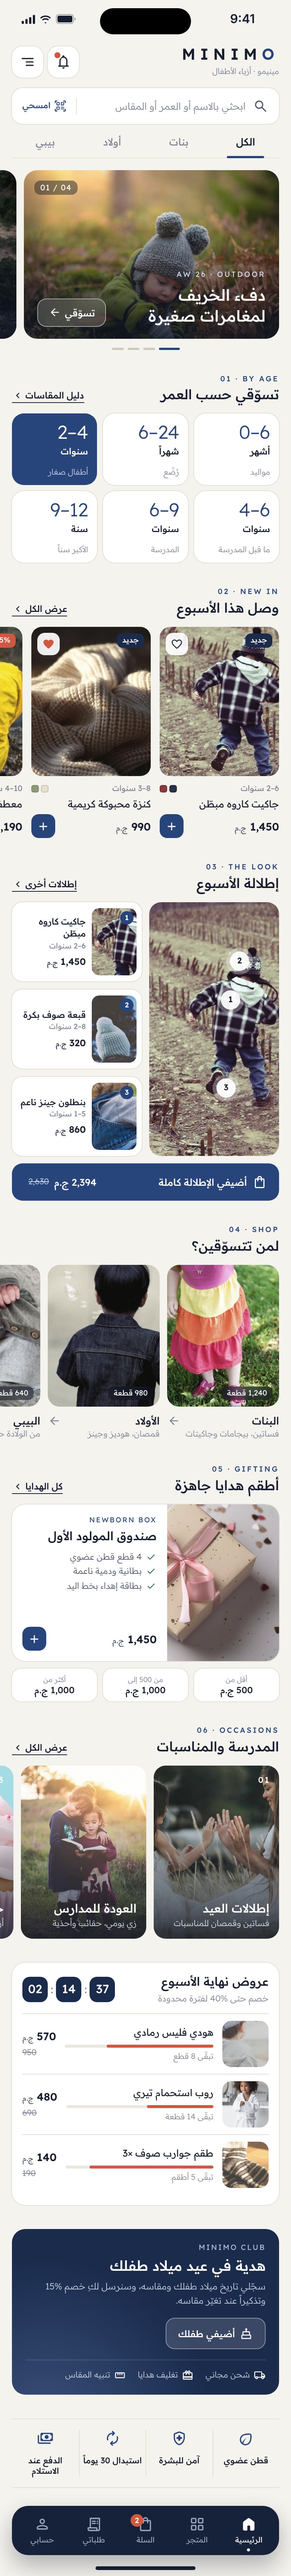 9:41
MINIMO
مينيمو · أزياء الأطفال
ابحثي بالاسم أو العمر أو المقاس
امسحي
الكل
بنات
أولاد
بيبي
01 / 04
AW 26 · OUTDOOR
دفء الخريف
لمغامرات صغيرة
تسوّقي
01 · BY AGE
تسوّقي حسب العمر
دليل المقاسات
0–6
أشهر
مواليد
6–24
شهراً
رُضّع
2–4
سنوات
أطفال صغار
4–6
سنوات
ما قبل المدرسة
6–9
سنوات
المدرسة
9–12
سنة
الأكبر سناً
02 · NEW IN
وصل هذا الأسبوع
عرض الكل
جديد
2–6 سنوات
جاكيت كاروه مبطّن
1,450 ج.م
جديد
3–8 سنوات
كنزة محبوكة كريمية
990 ج.م
03 · THE LOOK
إطلالة الأسبوع
إطلالات أخرى
2
1
3
1
جاكيت كاروه
مبطّن
2–6 سنوات
1,450 ج.م
2
قبعة صوف بكرة
2–8 سنوات
320 ج.م
3
بنطلون جينز ناعم
1–5 سنوات
860 ج.م
أضيفي الإطلالة كاملة
2,394 ج.م
2,630
04 · SHOP
لمن تتسوّقين؟
1,240 قطعة
البنات
فساتين، بيجامات وجاكيتات
980 قطعة
الأولاد
قمصان، هوديز وجينز
640 قطعة
البيبي
من الولادة
05 · GIFTING
أطقم هدايا جاهزة
كل الهدايا
NEWBORN BOX
صندوق المولود الأول
4 قطع قطن عضوي
بطانية ودمية ناعمة
بطاقة إهداء بخط اليد
1,450 ج.م
أقل من
500 ج.م
من 500 إلى
1,000 ج.م
أكثر من
1,000 ج.م
06 · OCCASIONS
المدرسة والمناسبات
عرض الكل
01
إطلالات العيد
فساتين وقمصان للمناسبات
العودة للمدارس
زي يومي، حقائب وأحذية
عروض نهاية الأسبوع
خصم حتى 40% لفترة محدودة
02 : 14 : 37
هودي فليس رمادي
تبقّى 8 قطع
570 ج.م
950
روب استحمام تيري
تبقّى 14 قطعة
480 ج.م
690
طقم جوارب صوف ×3
تبقّى 5 أطقم
140 ج.م
190
MINIMO CLUB
هدية في عيد ميلاد طفلك
سجّلي تاريخ ميلاد طفلك ومقاسه، وسنرسل لكِ خصم 15%
وتذكيراً عند تغيّر مقاسه.
أضيفي طفلك
شحن مجاني
تغليف هدايا
تنبيه المقاس
قطن عضوي
آمن للبشرة
استبدال 30 يوماً
الدفع عند
الاستلام
الرئيسية
المتجر
2
السلة
طلباتي
حسابي